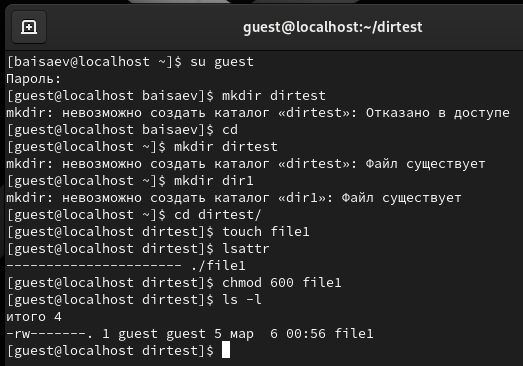 guest@localhost:~/dirtest
[baisaev@localhost ~]$ su guest
Пароль:
[guest@localhost baisaev]$ mkdir dirtest
mkdir: невозможно создать каталог «dirtest»: Отказано в доступе
[guest@localhost baisaev]$ cd
[guest@localhost ~]$ mkdir dirtest
mkdir: невозможно создать каталог «dirtest»: Файл существует
[guest@localhost ~]$ mkdir dir1
mkdir: невозможно создать каталог «dir1»: Файл существует
[guest@localhost ~]$ cd dirtest/
[guest@localhost dirtest]$ touch file1
[guest@localhost dirtest]$ lsattr
---------------------- ./file1
[guest@localhost dirtest]$ chmod 600 file1
[guest@localhost dirtest]$ ls -l
итого 4
-rw-------. 1 guest guest 5 мар  6 00:56 file1
[guest@localhost dirtest]$